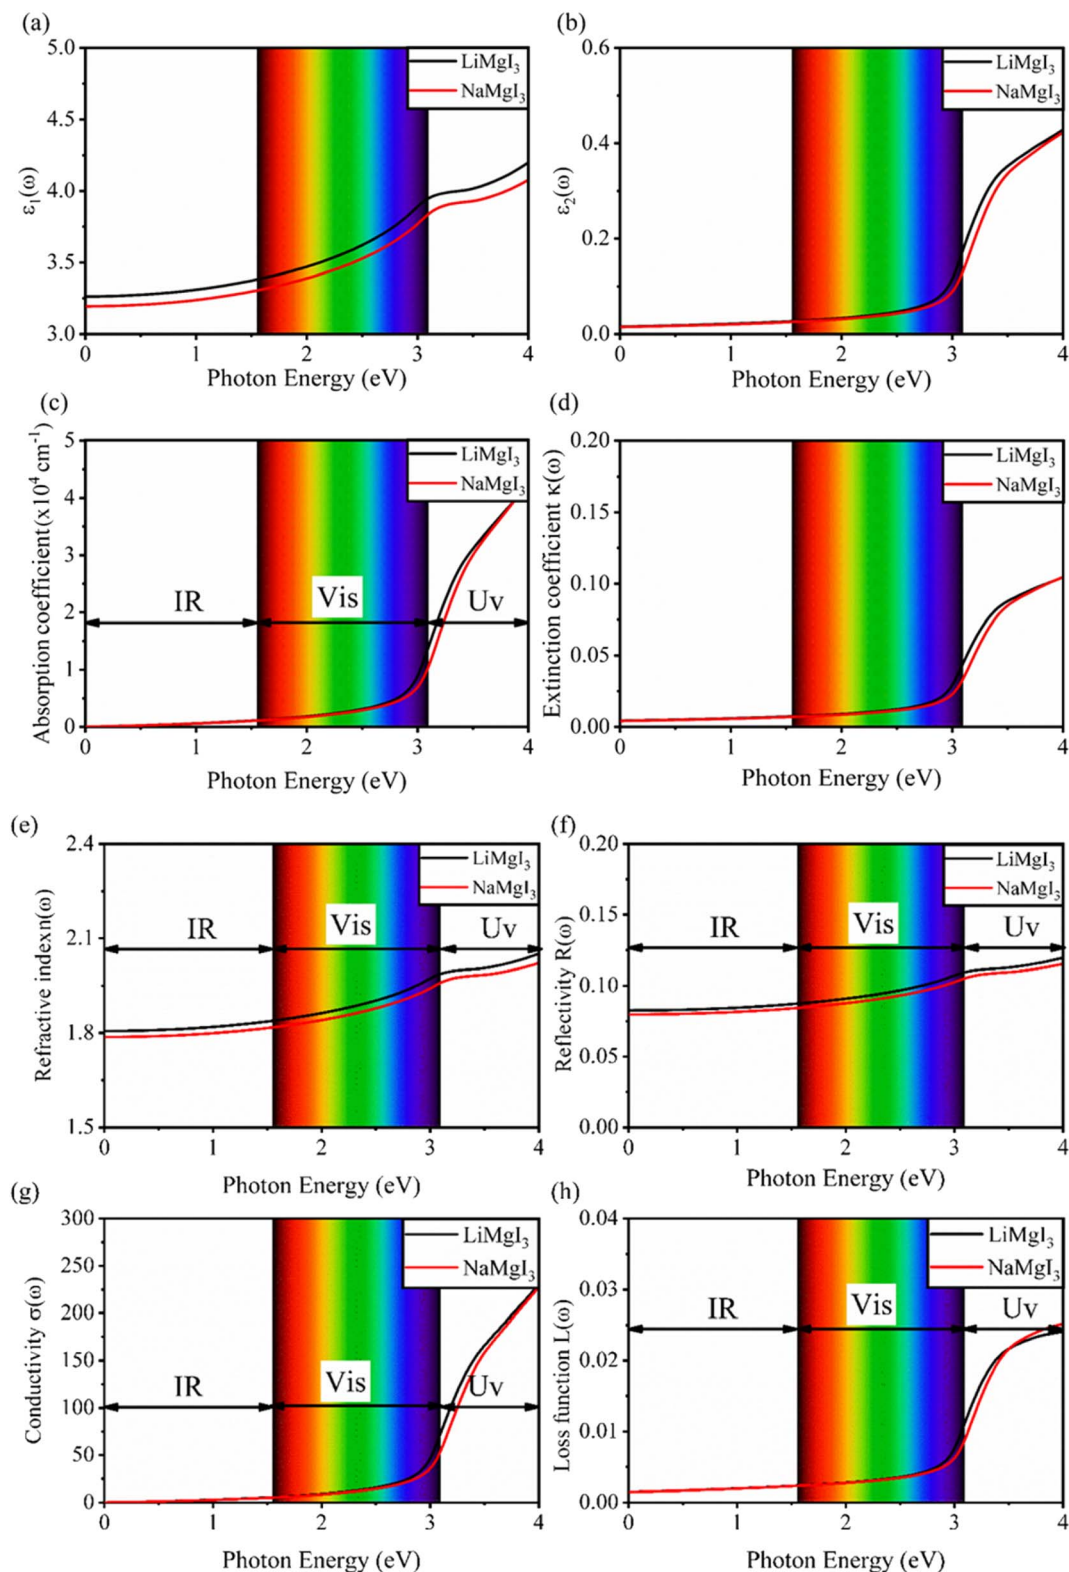 (a)
5.0
4.5
4.0
3.5
3.0
ε₁(ω)
LiMgI₃
NaMgI₃
0 1 2 3 4
Photon Energy (eV)
(b)
0.6
0.4
0.2
0.0
ε₂(ω)
LiMgI₃
NaMgI₃
0 1 2 3 4
Photon Energy (eV)
(c)
5
4
3
2
1
0
Absorption coefficient(x10⁴ cm⁻¹)
LiMgI₃
NaMgI₃
IR Vis Uv
0 1 2 3 4
Photon Energy (eV)
(d)
0.20
0.15
0.10
0.05
0.00
Extinction coefficient κ(ω)
LiMgI₃
NaMgI₃
0 1 2 3 4
Photon Energy (eV)
(e)
2.4
2.1
1.8
1.5
Refractive indexn(ω)
LiMgI₃
NaMgI₃
IR Vis Uv
0 1 2 3 4
Photon Energy (eV)
(f)
0.20
0.15
0.10
0.05
0.00
Reflectivity R(ω)
LiMgI₃
NaMgI₃
IR Vis Uv
0 1 2 3 4
Photon Energy (eV)
(g)
300
250
200
150
100
50
0
Conductivity σ(ω)
LiMgI₃
NaMgI₃
IR Vis Uv
0 1 2 3 4
Photon Energy (eV)
(h)
0.04
0.03
0.02
0.01
0.00
Loss function L(ω)
LiMgI₃
NaMgI₃
IR Vis Uv
0 1 2 3 4
Photon Energy (eV)